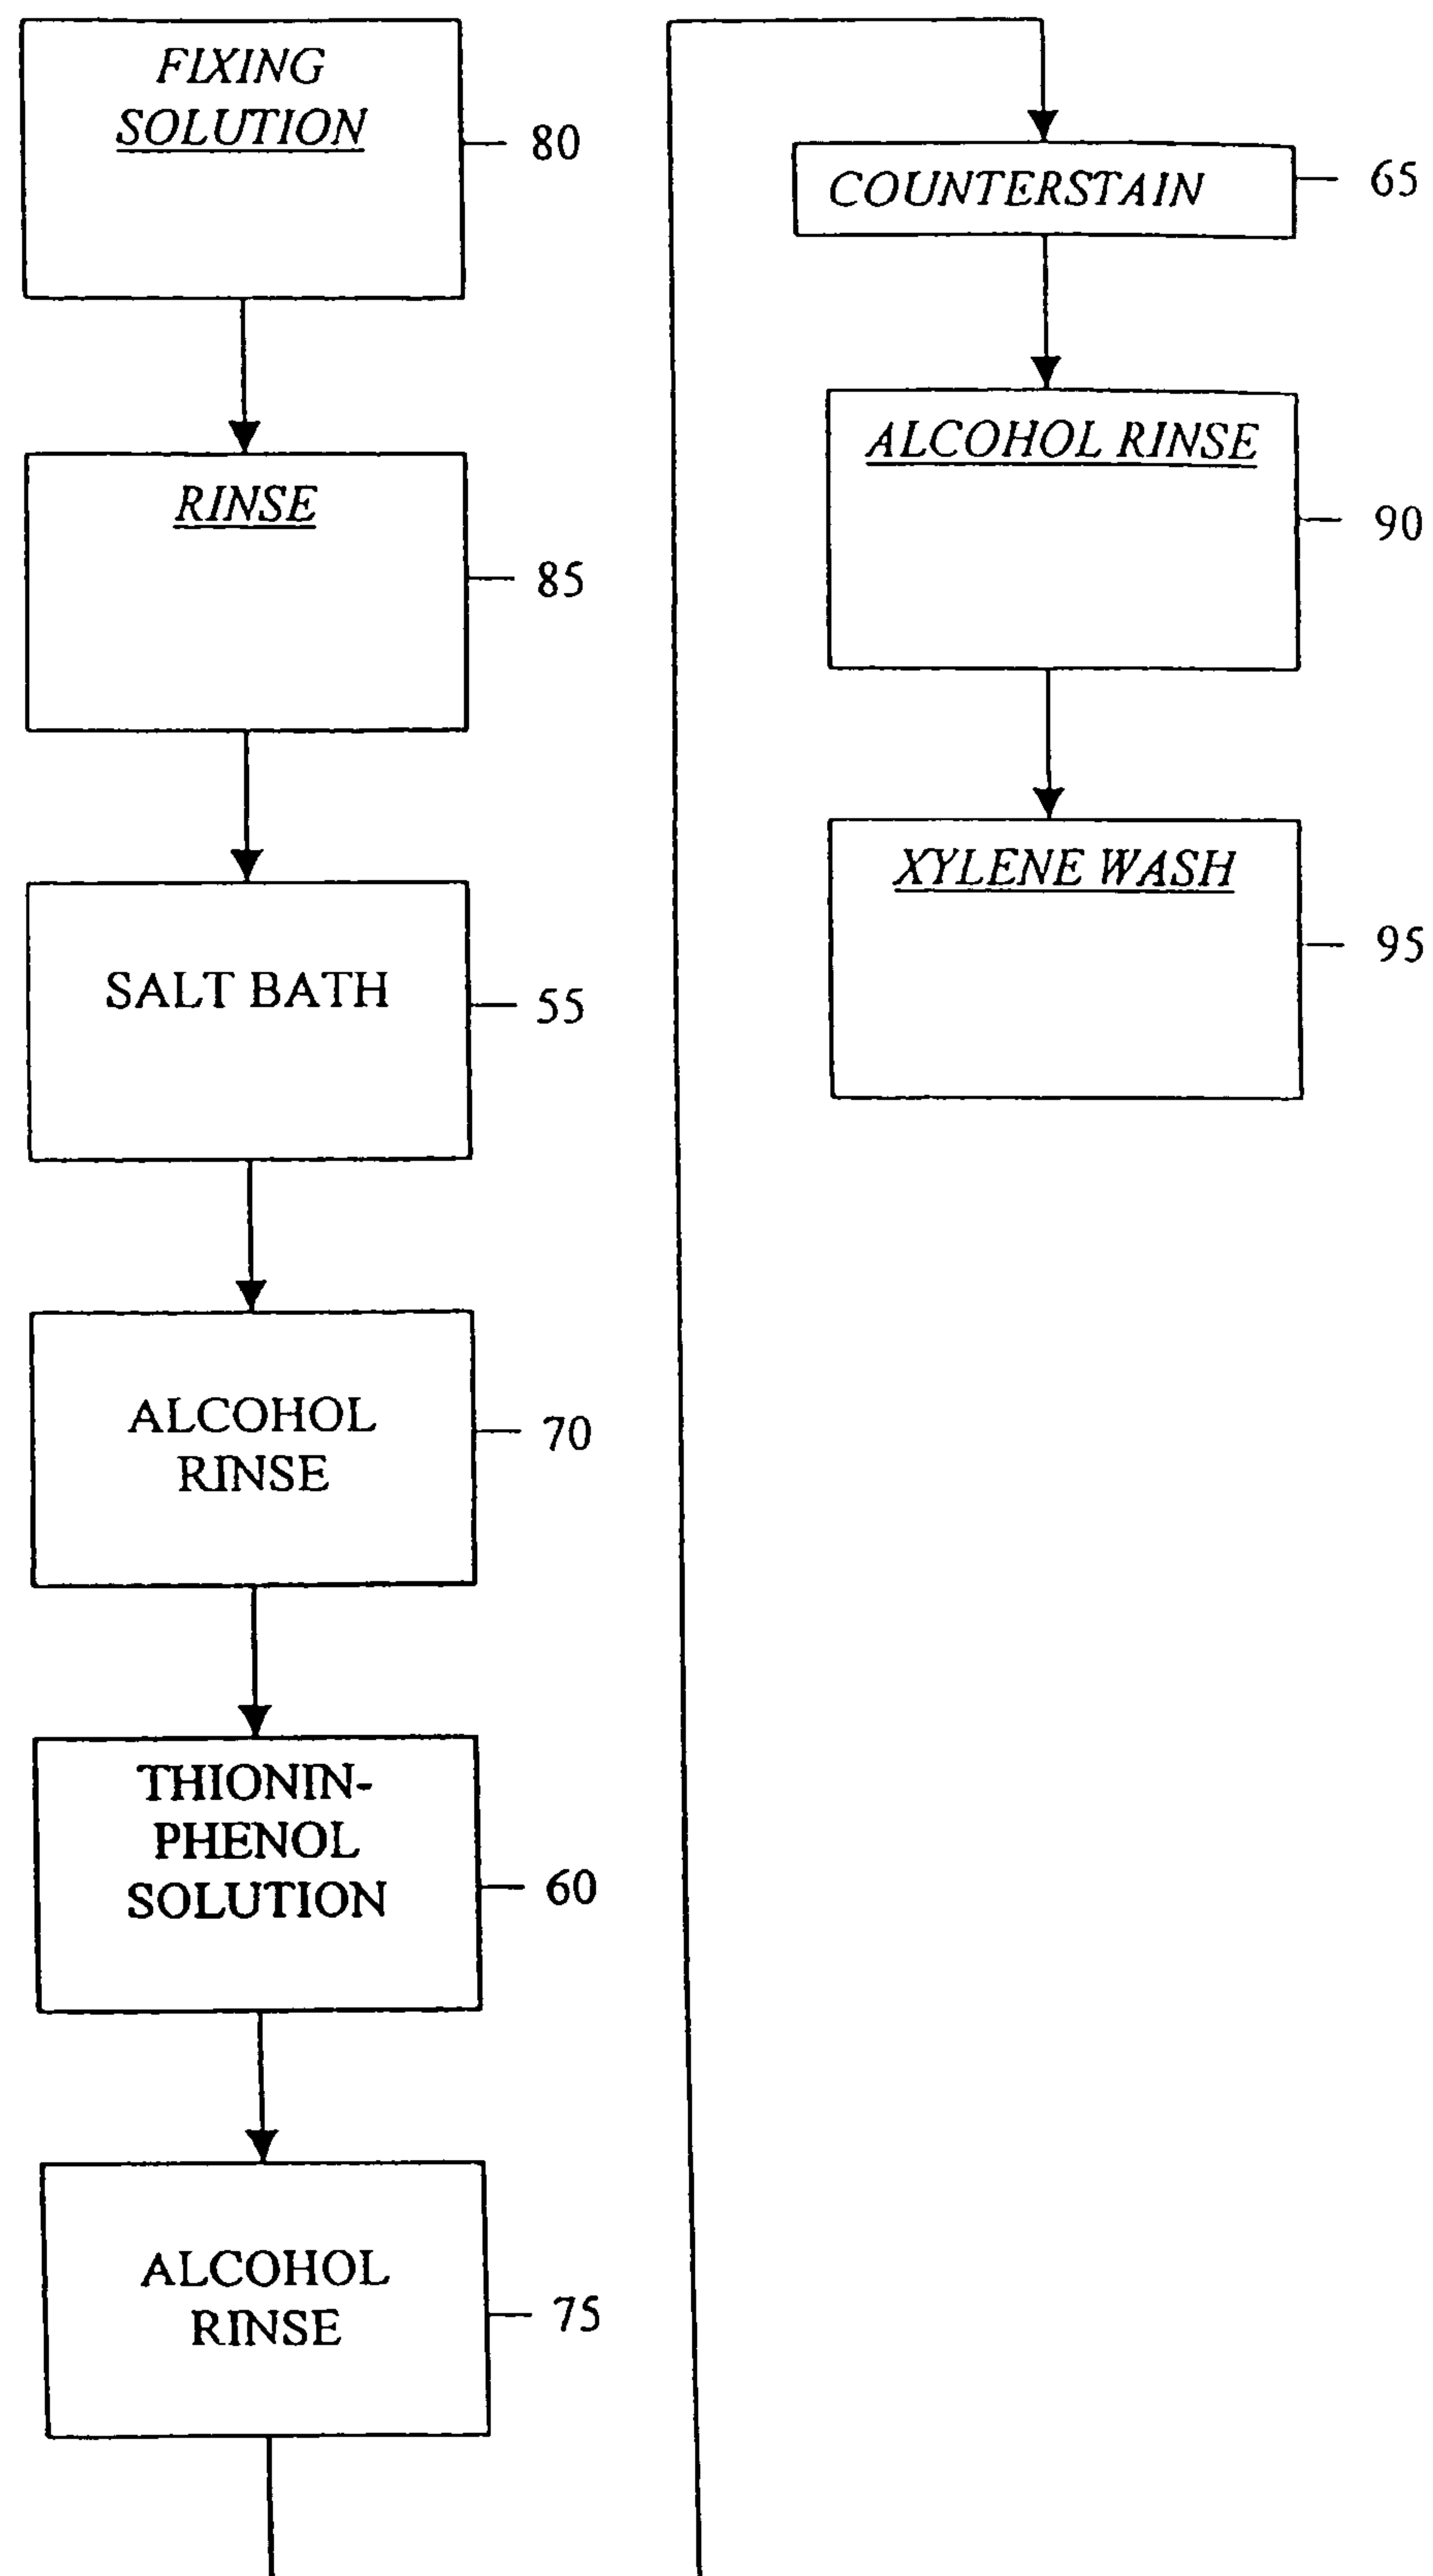 FIXING
SOLUTION
80
RINSE
85
SALT BATH
55
ALCOHOL
RINSE
70
THIONIN-
PHENOL
SOLUTION
60
ALCOHOL
RINSE
75
COUNTERSTAIN
65
ALCOHOL RINSE
90
XYLENE WASH
95